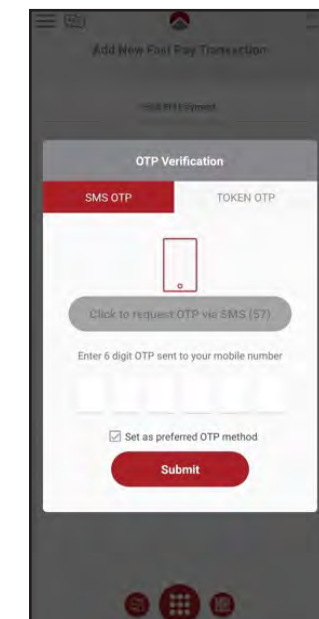 Add New Fast Pay Transaction
OTP Verification
SMS OTP
TOKEN OTP
Click to request OTP via SMS (57)
Enter 6 digit OTP sent to your mobile number
Set as preferred OTP method
Submit